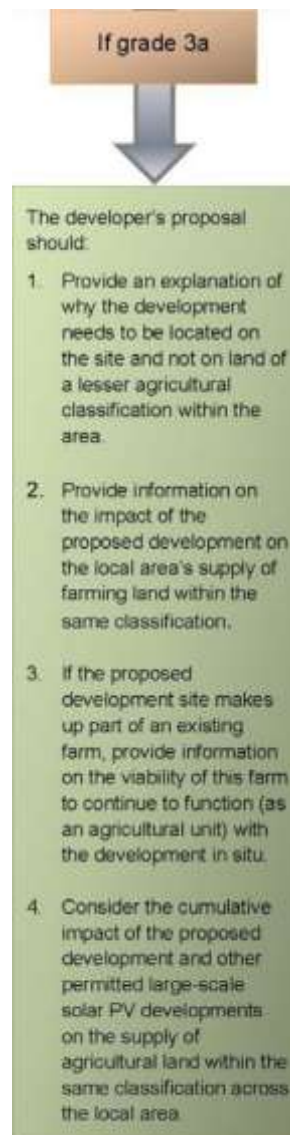 If grade 3a
The developer's proposal
should:
1. Provide an explanation of
why the development
needs to be located on
the site and not on land of
a lesser agricultural
classification within the
area.
2. Provide information on
the impact of the
proposed development on
the local area's supply of
farming land within the
same classification.
3. If the proposed
development site makes
up part of an existing
farm, provide information
on the viability of this farm
to continue to function (as
an agricultural unit) with
the development in situ.
4. Consider the cumulative
impact of the proposed
development and other
permitted large-scale
solar PV developments
on the supply of
agricultural land within the
same classification across
the local area.